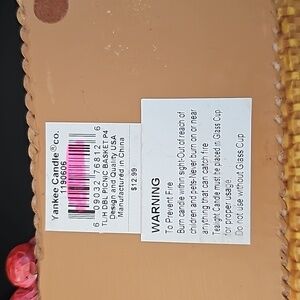 Yankee Candle® co.
1190606
6 09032 76812 6
TLH DBL PICNIC BASKET P4
Design and Quality USA
Manufactured in China
$12.99
WARNING
To Prevent Fire
Burn candle within sight-Out of reach of
children and pets-Never burn on or near
anything that can catch fire.
Tealight Candle must be placed in Glass Cup
for proper usage.
Do not use without Glass Cup.